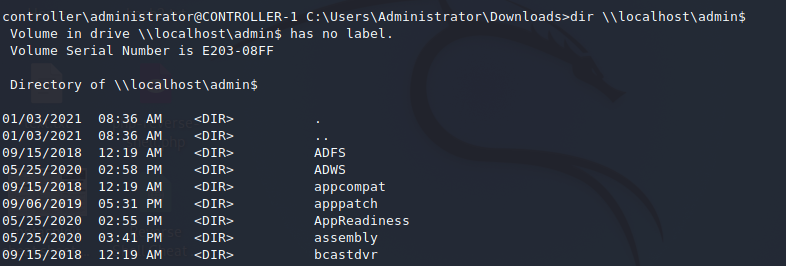 controller\administrator@CONTROLLER-1 C:\Users\Administrator\Downloads>dir \\localhost\admin$
 Volume in drive \\localhost\admin$ has no label.
 Volume Serial Number is E203-08FF

 Directory of \\localhost\admin$

01/03/2021  08:36 AM    <DIR>          .
01/03/2021  08:36 AM    <DIR>          ..
09/15/2018  12:19 AM    <DIR>          ADFS
05/25/2020  02:58 PM    <DIR>          ADWS
09/15/2018  12:19 AM    <DIR>          appcompat
09/06/2019  05:31 PM    <DIR>          apppatch
05/25/2020  02:55 PM    <DIR>          AppReadiness
05/25/2020  03:41 PM    <DIR>          assembly
09/15/2018  12:19 AM    <DIR>          bcastdvr